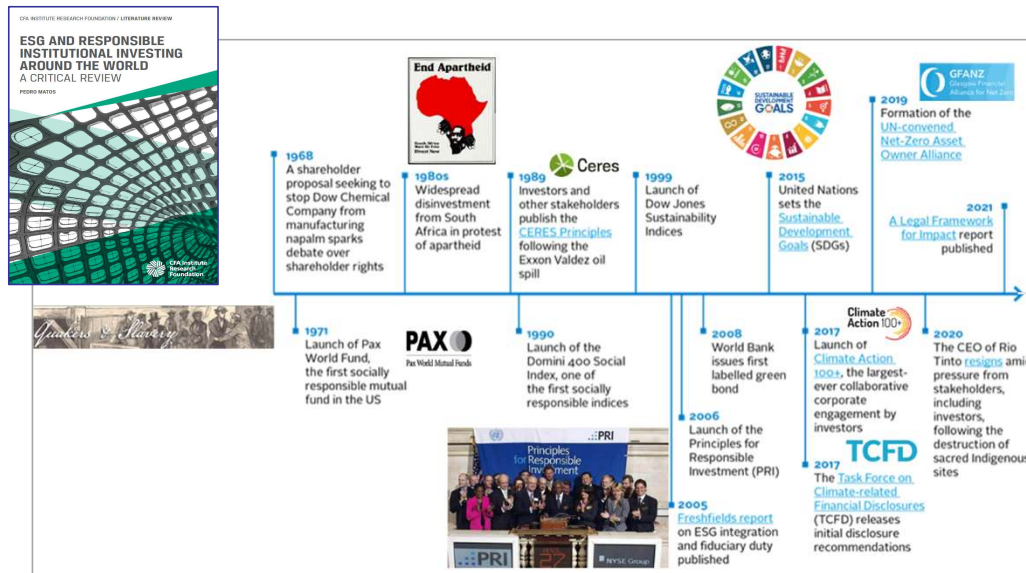 CFA INSTITUTE RESEARCH FOUNDATION / LITERATURE REVIEW
ESG AND RESPONSIBLE
INSTITUTIONAL INVESTING
AROUND THE WORLD
A CRITICAL REVIEW
PEDRO MATOS
CFA Institute
Research
Foundation
Quakers & Slavery
1968
A shareholder
proposal seeking to
stop Dow Chemical
Company from
manufacturing
napalm sparks
debate over
shareholder rights
End Apartheid
1980s
Widespread
disinvestment
from South
Africa in protest
of apartheid
Ceres
1989
Investors and
other stakeholders
publish the
CERES Principles
following the
Exxon Valdez oil
spill
1999
Launch of
Dow Jones
Sustainability
Indices
SUSTAINABLE
DEVELOPMENT
GOALS
2015
United Nations
sets the
Sustainable
Development
Goals (SDGs)
GFANZ
Glasgow Financial
Alliance for Net Zero
2019
Formation of the
UN-convened
Net-Zero Asset
Owner Alliance
2021
A Legal Framework
for Impact report
published
1971
Launch of Pax
World Fund,
the first socially
responsible mutual
fund in the US
PAX
Pax World Mutual Funds
1990
Launch of the
Domini 400 Social
Index, one of
the first socially
responsible indices
PRI
Principles
for Responsible
Investment
PRI
27
NYSE Group
2005
Freshfields report
on ESG integration
and fiduciary duty
published
2006
Launch of the
Principles for
Responsible
Investment (PRI)
2008
World Bank
issues first
labelled green
bond
Climate
Action 100+
2017
Launch of
Climate Action
100+, the largest-
ever collaborative
corporate
engagement by
investors
TCFD
2017
The Task Force on
Climate-related
Financial Disclosures
(TCFD) releases
initial disclosure
recommendations
2020
The CEO of Rio
Tinto resigns ami
pressure from
stakeholders,
including
investors,
following the
destruction of
sacred Indigenous
sites